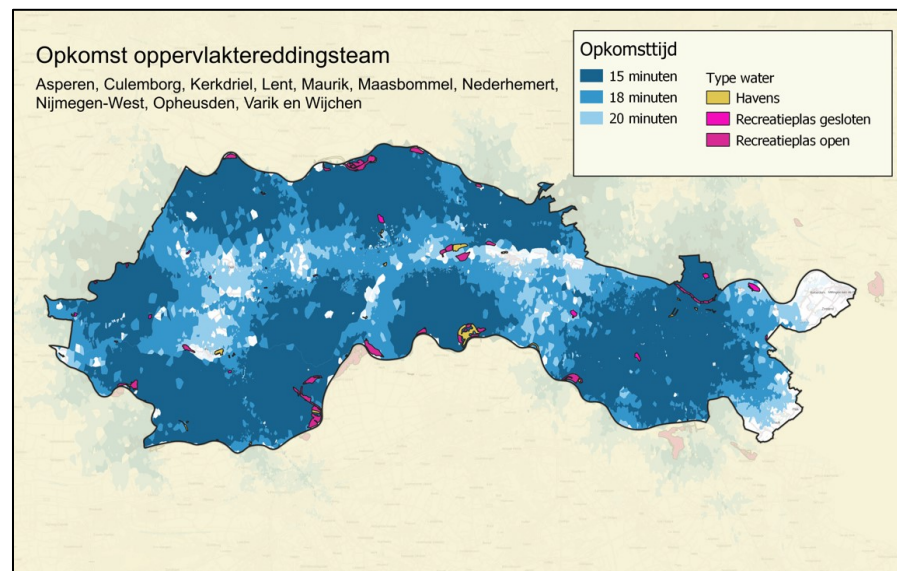 Opkomst oppervlaktereddingsteam
Asperen, Culemborg, Kerkdriel, Lent, Maurik, Maasbommel, Nederhemert,
Nijmegen-West, Opheusden, Varik en Wijchen
Opkomsttijd
15 minuten
18 minuten
20 minuten
Type water
Havens
Recreatieplas gesloten
Recreatieplas open